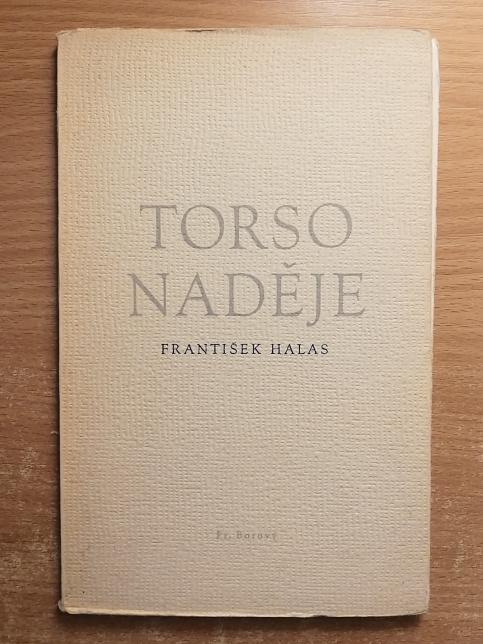 TORSO
NADĚJE
FRANTIŠEK HALAS
Fr. Borový